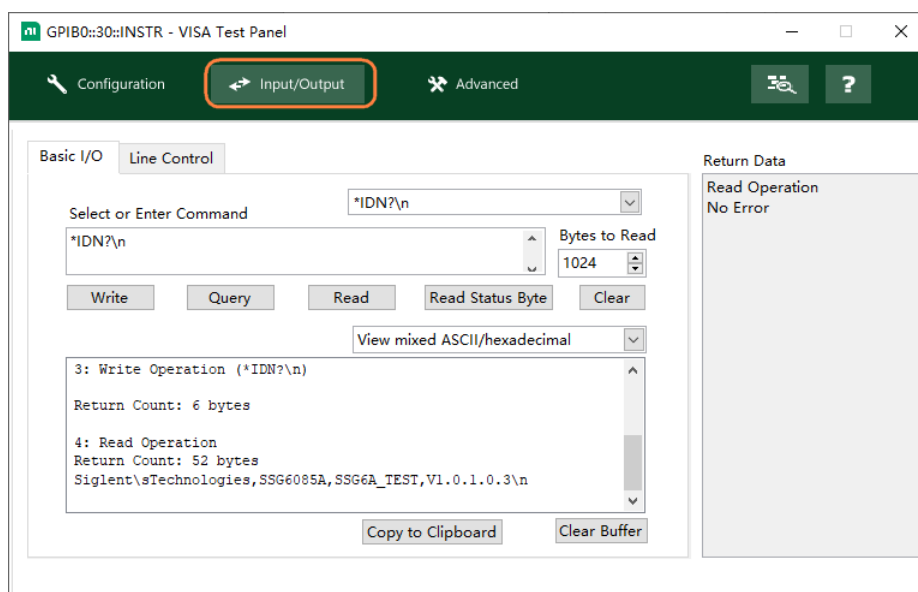 GPIB0::30::INSTR - VISA Test Panel
Configuration
Input/Output
Advanced
?
Basic I/O
Line Control
Return Data
Read Operation
No Error
*IDN?\n
Select or Enter Command
*IDN?\n
Bytes to Read
1024
Write
Query
Read
Read Status Byte
Clear
View mixed ASCII/hexadecimal
3: Write Operation (*IDN?\n)
Return Count: 6 bytes
4: Read Operation
Return Count: 52 bytes
Siglent\sTechnologies,SSG6085A,SSG6A_TEST,V1.0.1.0.3\n
Copy to Clipboard
Clear Buffer